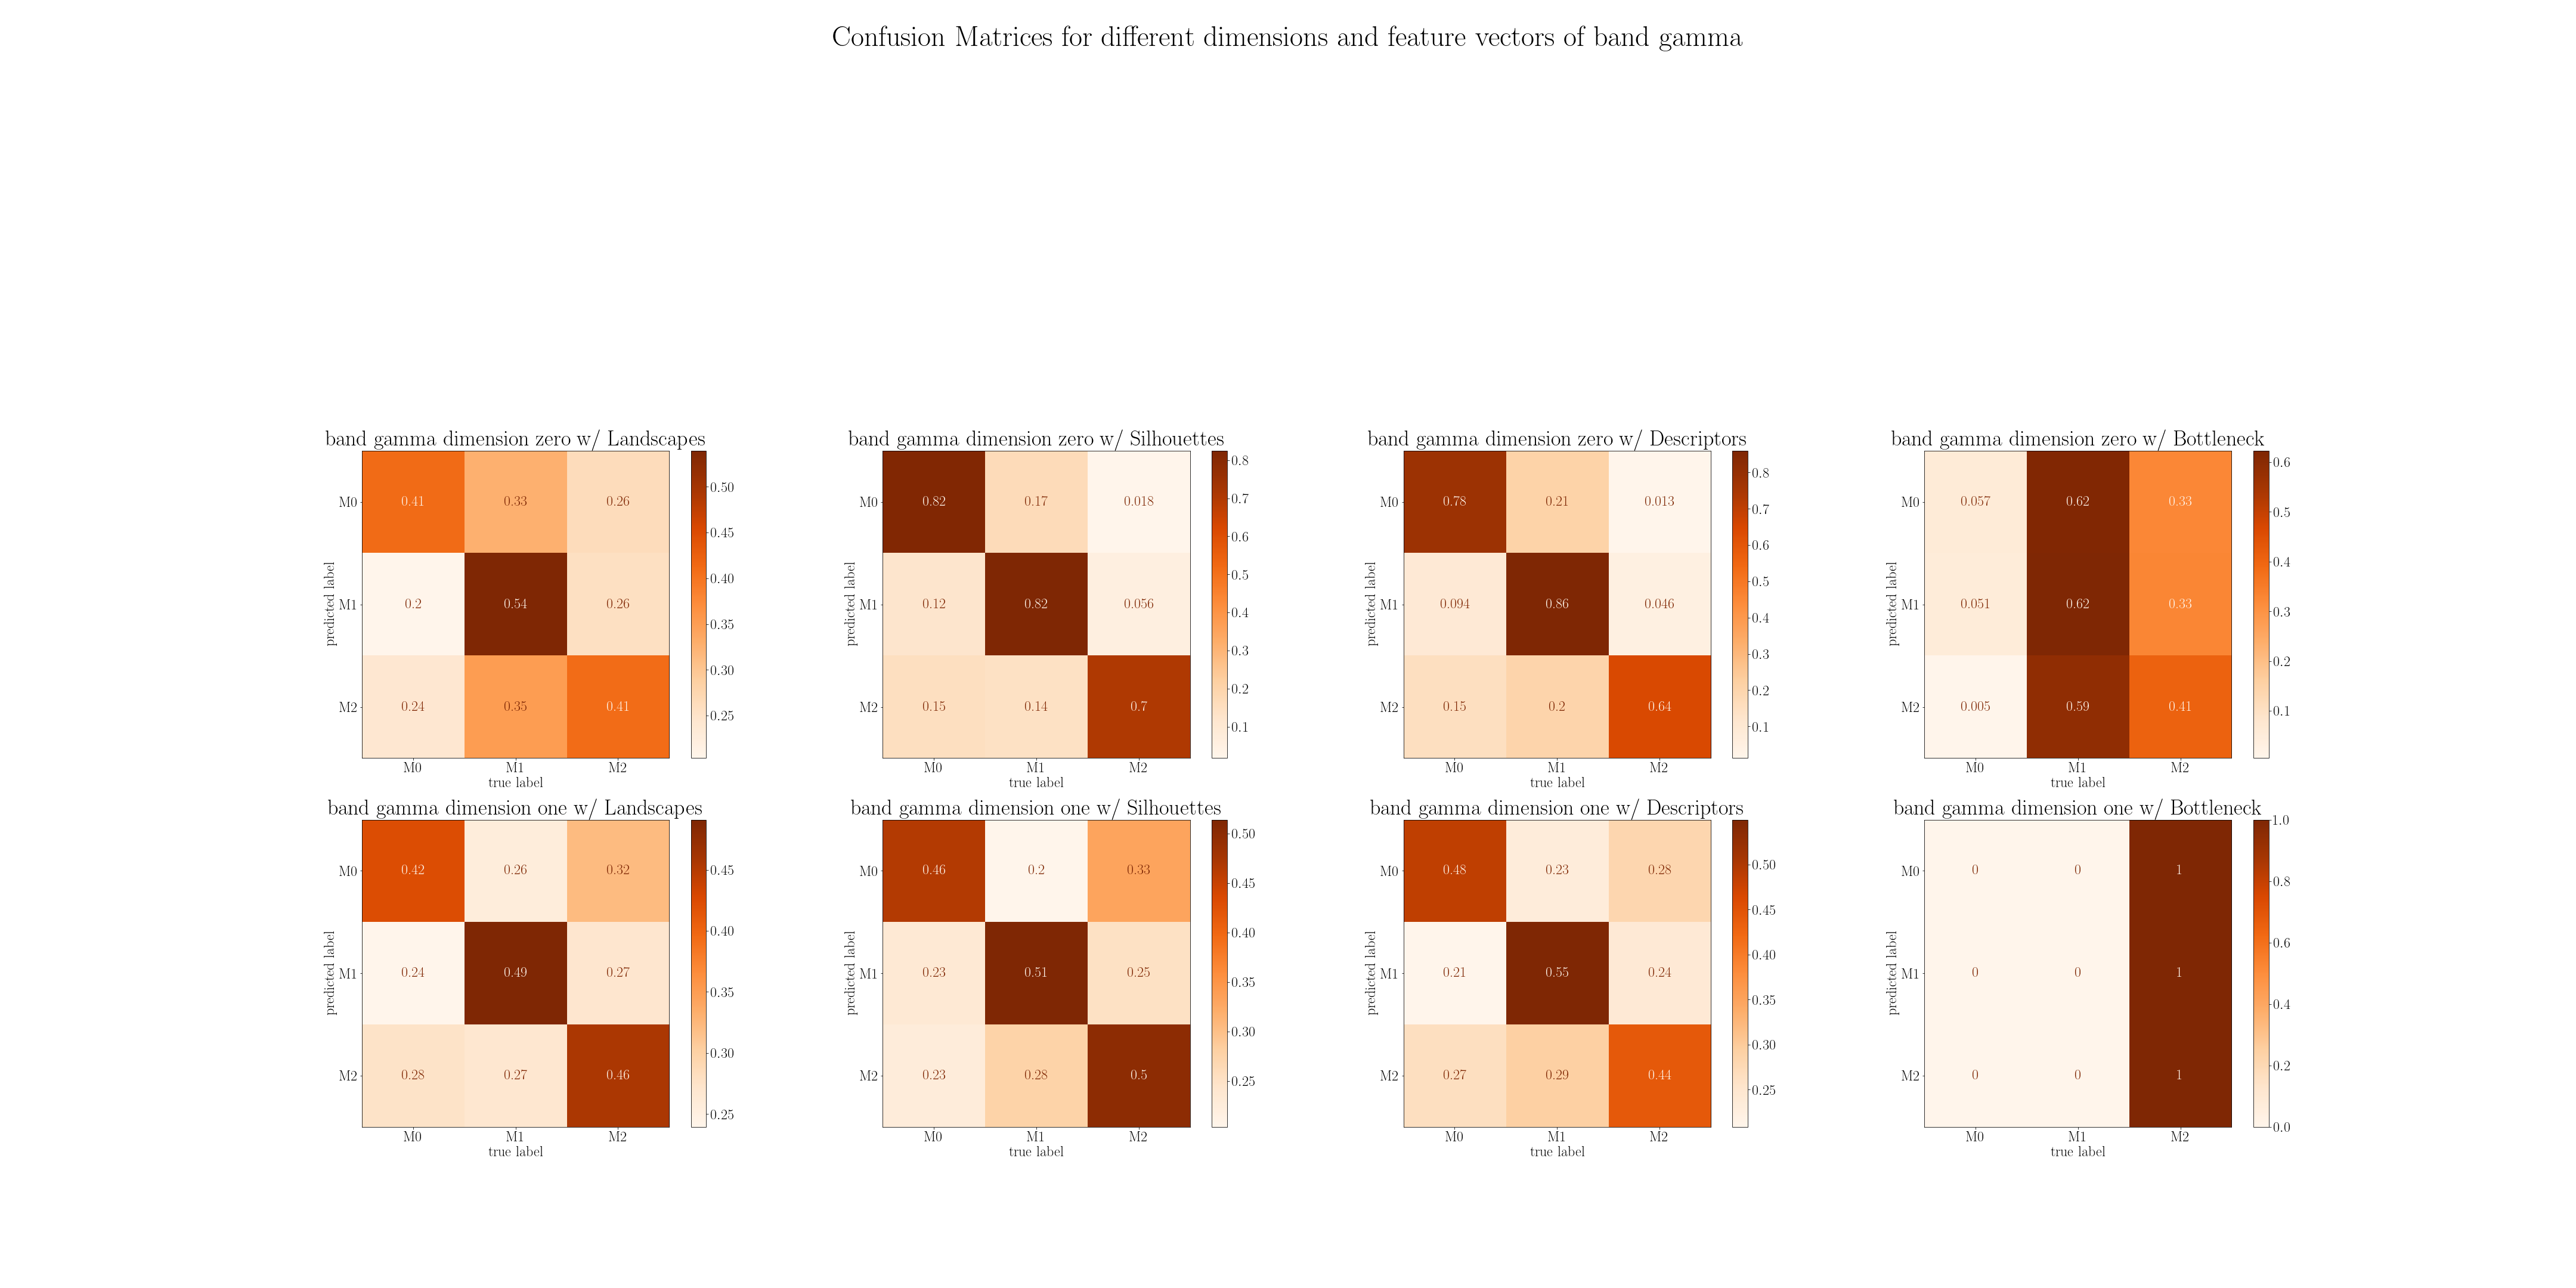 Confusion Matrices for different dimensions and feature vectors of band gamma
band gamma dimension zero w/ Landscapes
predicted label
M0 0.41 0.33 0.26
M1 0.2 0.54 0.26
M2 0.24 0.35 0.41
M0 M1 M2
true label
0.50
0.45
0.40
0.35
0.30
0.25
band gamma dimension zero w/ Silhouettes
predicted label
M0 0.82 0.17 0.018
M1 0.12 0.82 0.056
M2 0.15 0.14 0.7
M0 M1 M2
true label
0.8
0.7
0.6
0.5
0.4
0.3
0.2
0.1
band gamma dimension zero w/ Descriptors
predicted label
M0 0.78 0.21 0.013
M1 0.094 0.86 0.046
M2 0.15 0.2 0.64
M0 M1 M2
true label
0.8
0.7
0.6
0.5
0.4
0.3
0.2
0.1
band gamma dimension zero w/ Bottleneck
predicted label
M0 0.057 0.62 0.33
M1 0.051 0.62 0.33
M2 0.005 0.59 0.41
M0 M1 M2
true label
0.6
0.5
0.4
0.3
0.2
0.1
band gamma dimension one w/ Landscapes
predicted label
M0 0.42 0.26 0.32
M1 0.24 0.49 0.27
M2 0.28 0.27 0.46
M0 M1 M2
true label
0.45
0.40
0.35
0.30
0.25
band gamma dimension one w/ Silhouettes
predicted label
M0 0.46 0.2 0.33
M1 0.23 0.51 0.25
M2 0.23 0.28 0.5
M0 M1 M2
true label
0.50
0.45
0.40
0.35
0.30
0.25
band gamma dimension one w/ Descriptors
predicted label
M0 0.48 0.23 0.28
M1 0.21 0.55 0.24
M2 0.27 0.29 0.44
M0 M1 M2
true label
0.50
0.45
0.40
0.35
0.30
0.25
band gamma dimension one w/ Bottleneck
predicted label
M0 0 0 1
M1 0 0 1
M2 0 0 1
M0 M1 M2
true label
1.0
0.8
0.6
0.4
0.2
0.0